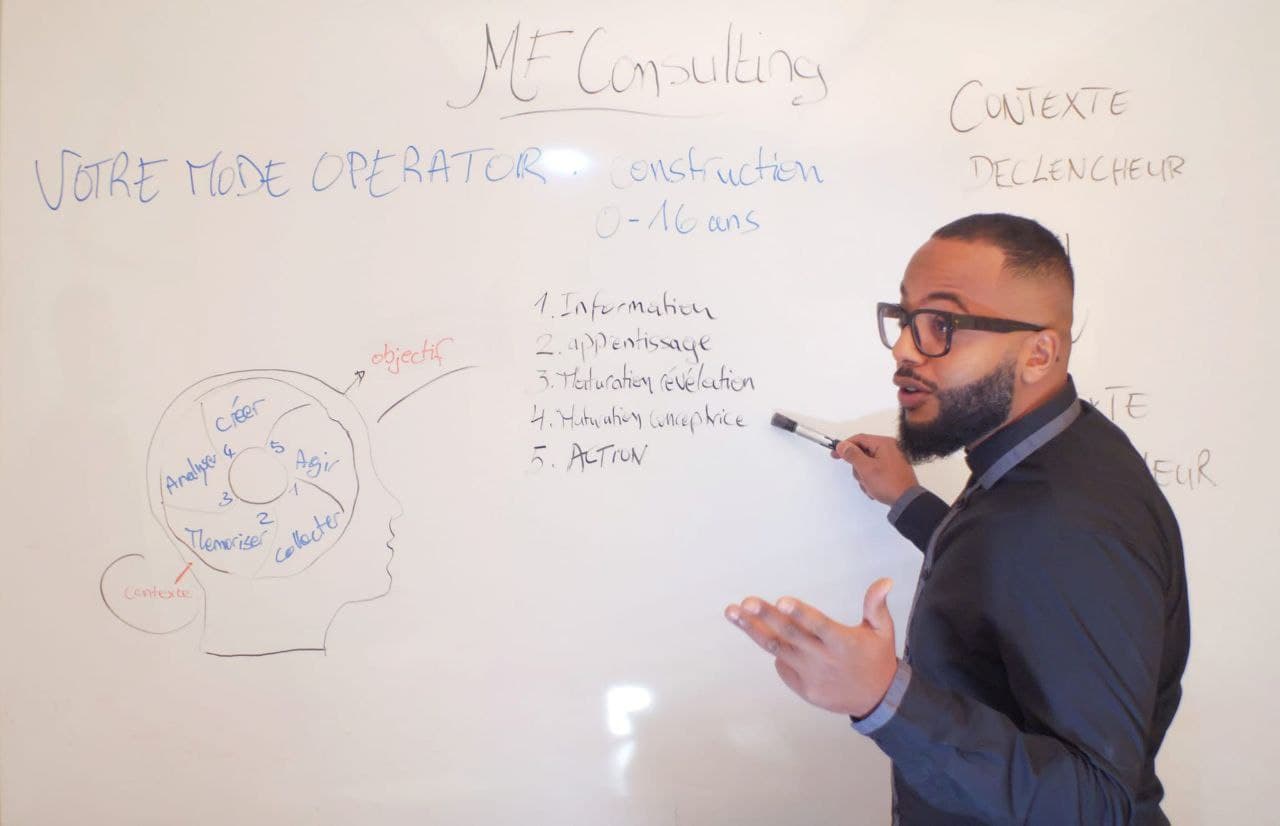 MF Consulting
VOTRE MODE OPERATOR. Construction
0-16 ans
1. Information
2. apprentissage
3. Maturation révélation
4. Maturation conceptrice
5. ACTION
objectif
Créer
4
5
Analyser
Agir
3
1
2
Memoriser
collecter
contexte
CONTEXTE
DECLENCHEUR